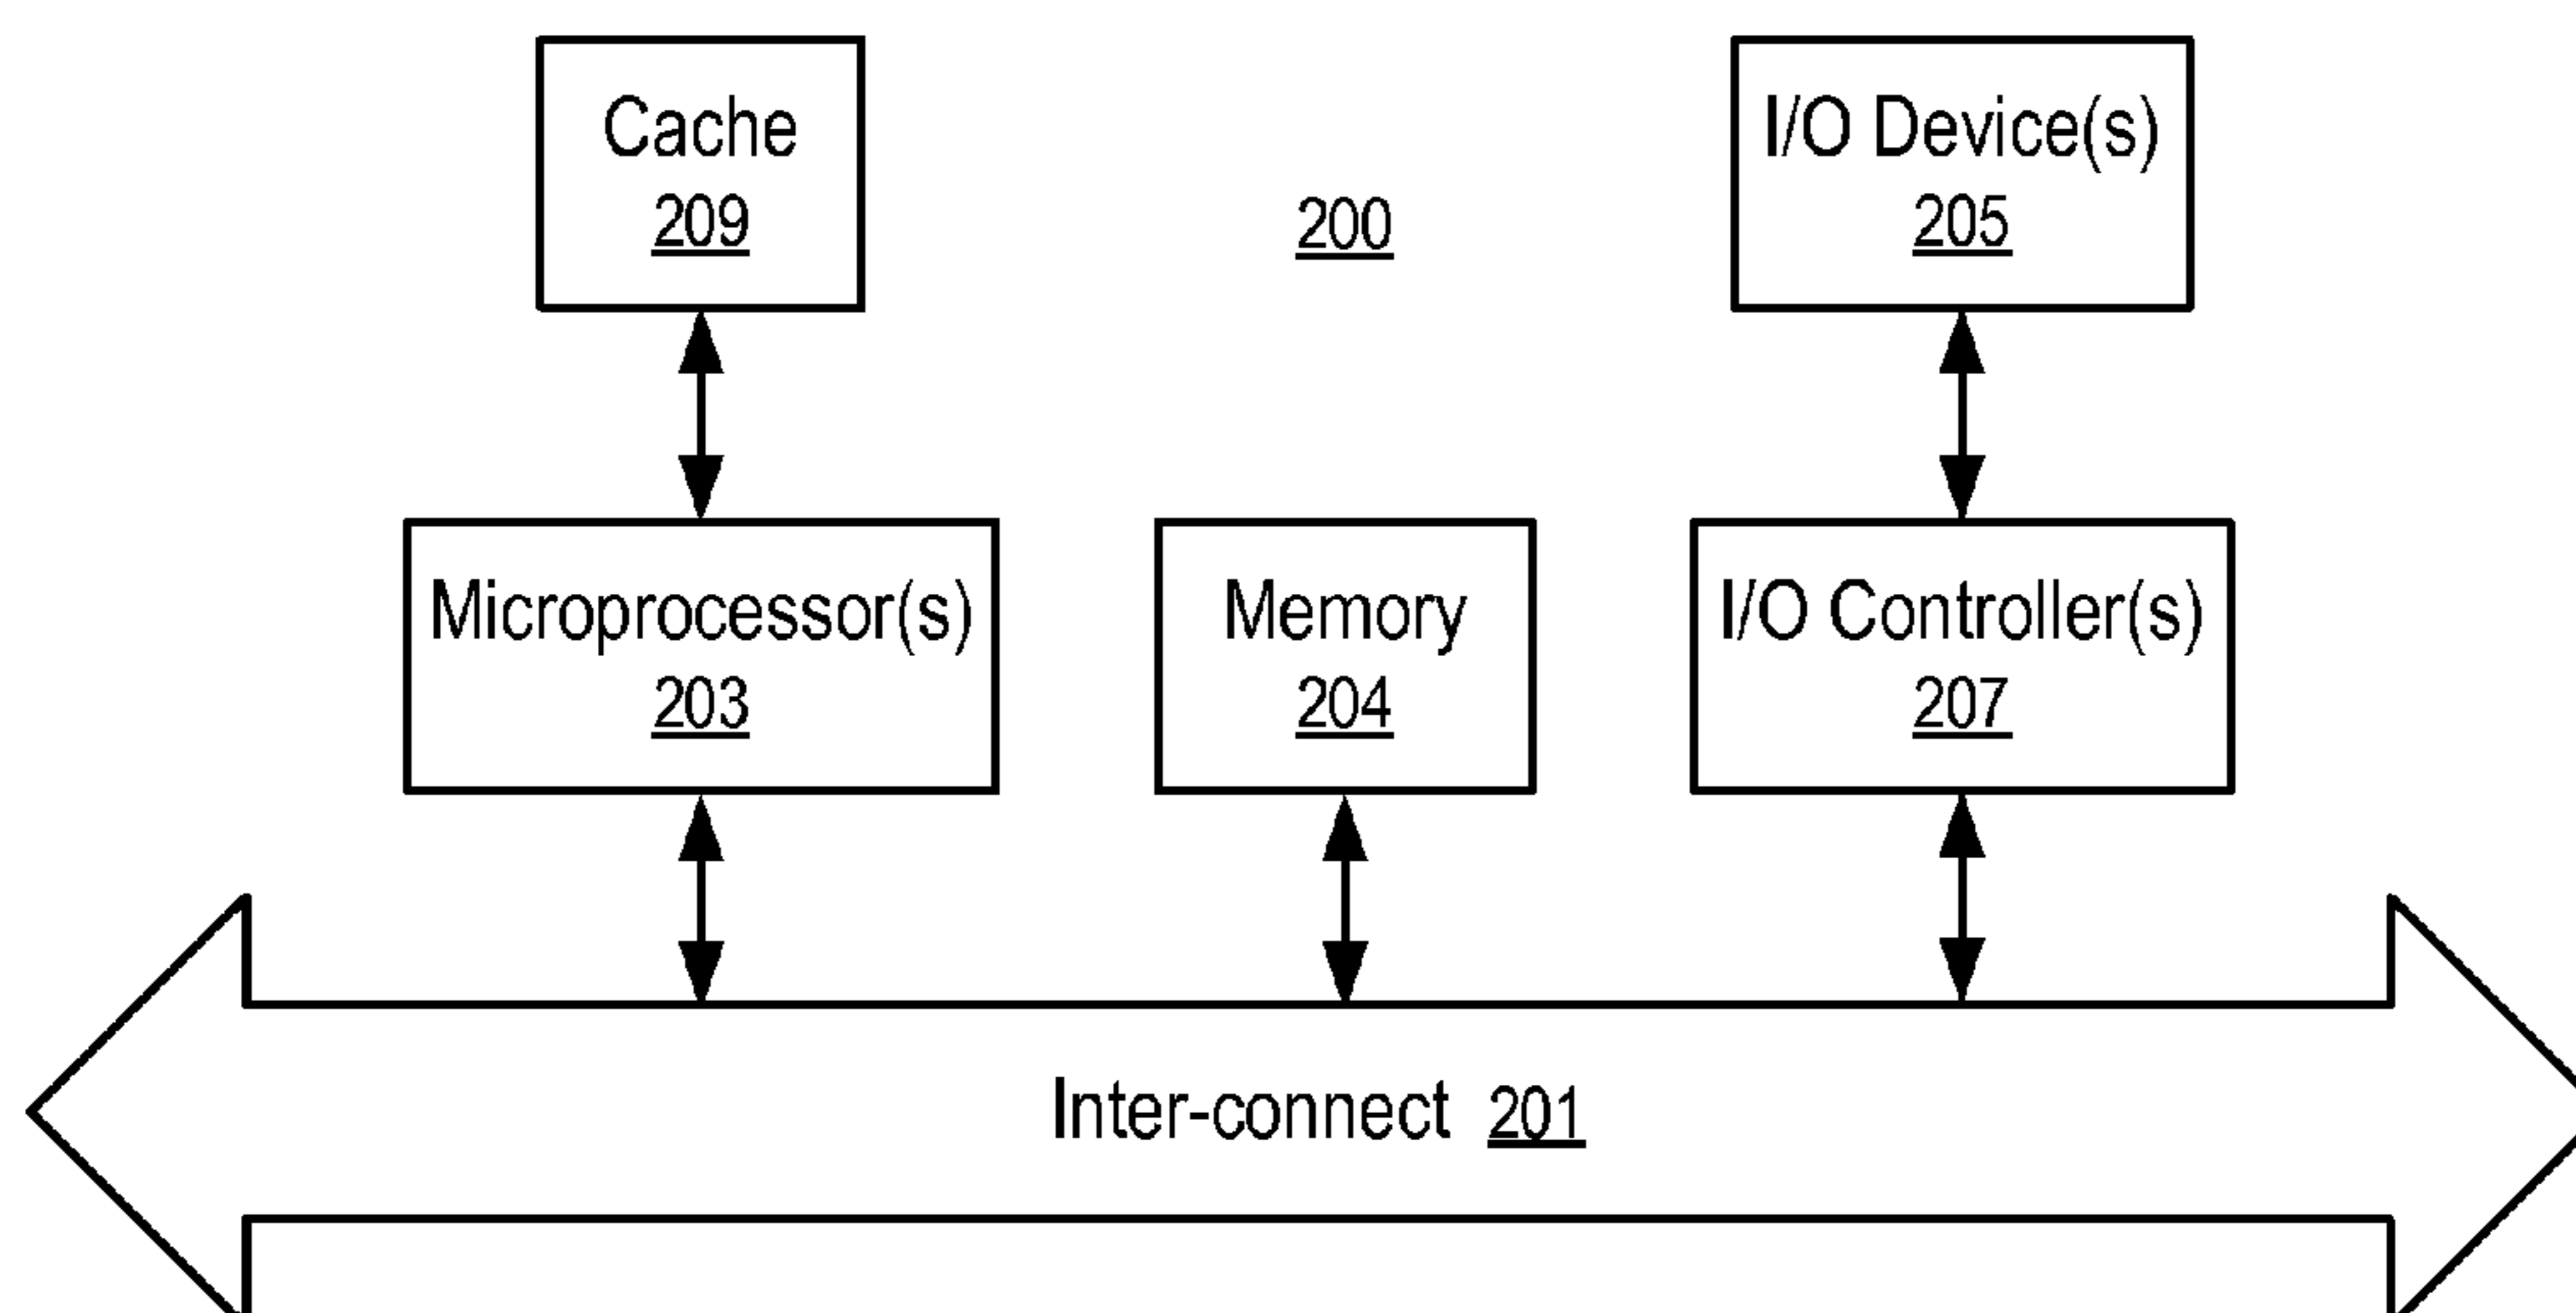 Cache
209
200
I/O Device(s)
205
Microprocessor(s)
203
Memory
204
I/O Controller(s)
207
Inter-connect 201